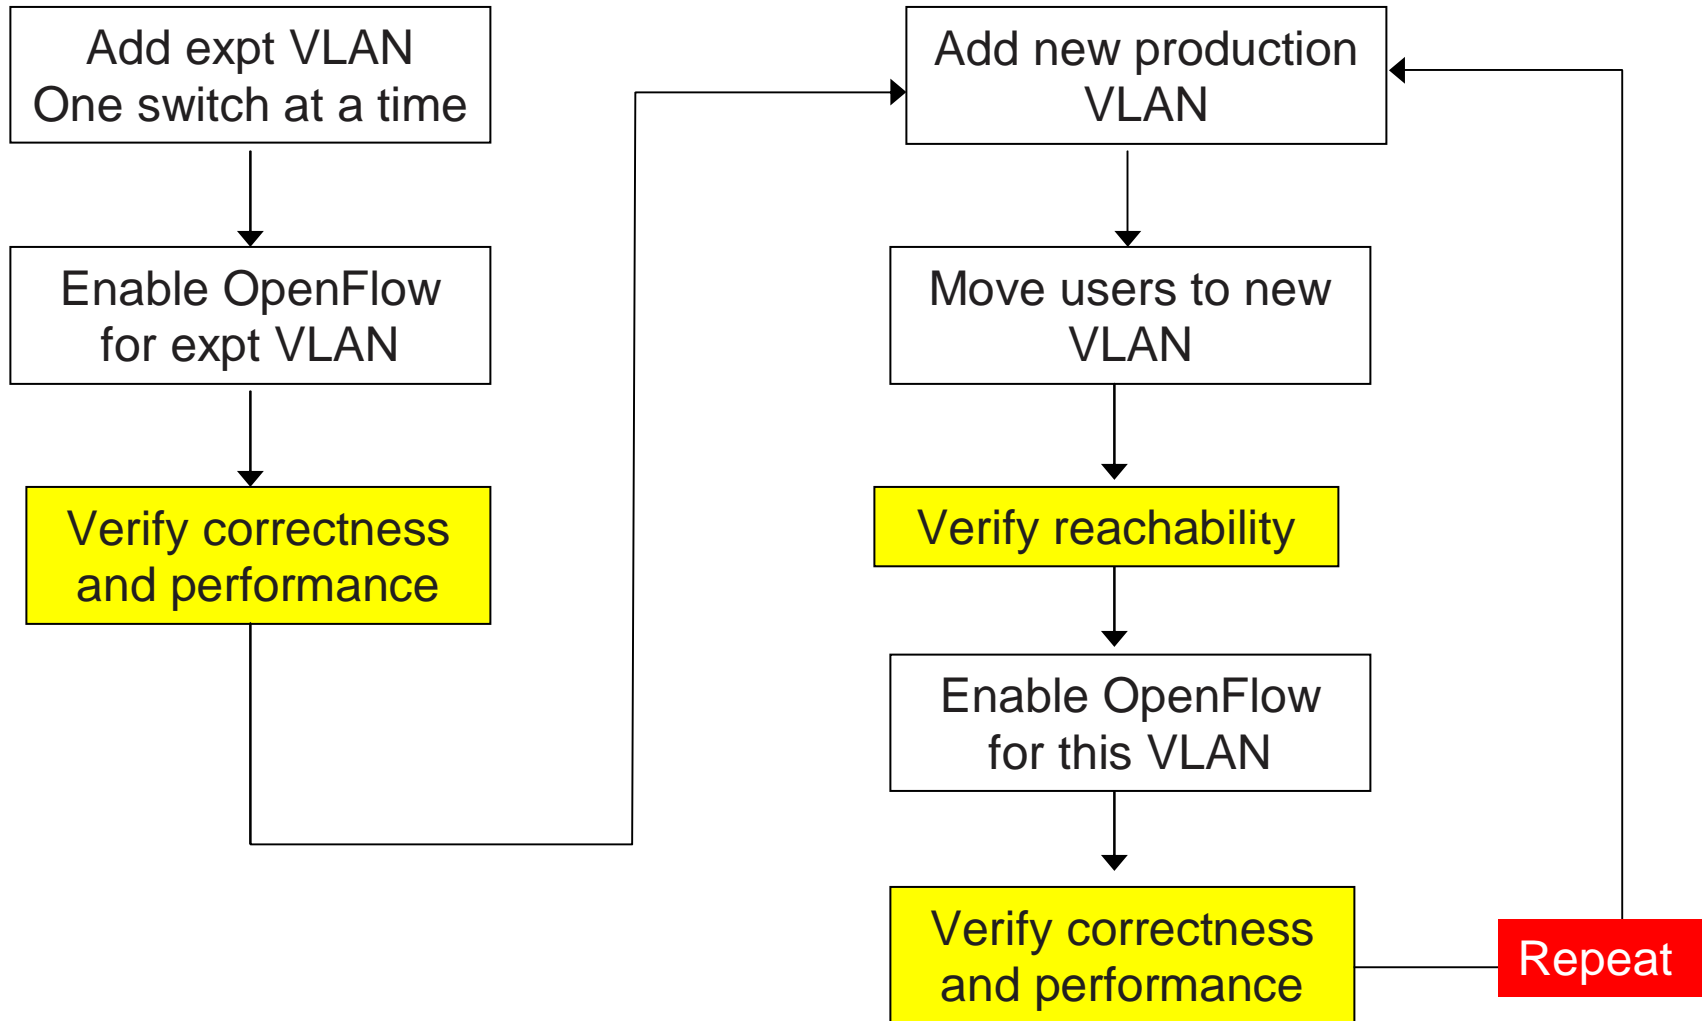 Add expt VLAN
One switch at a time
Enable OpenFlow
for expt VLAN
Verify correctness
and performance
Add new production
VLAN
Move users to new
VLAN
Verify reachability
Enable OpenFlow
for this VLAN
Verify correctness
and performance
Repeat